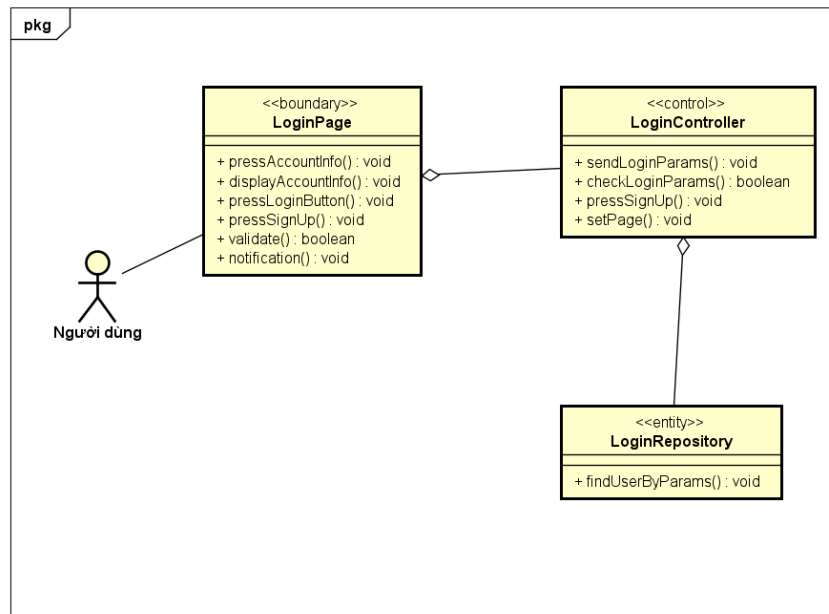 pkg
<<boundary>>
LoginPage
+ pressAccountInfo() : void
+ displayAccountInfo() : void
+ pressLoginButton() : void
+ pressSignUp() : void
+ validate() : boolean
+ notification() : void
<<control>>
LoginController
+ sendLoginParams() : void
+ checkLoginParams() : boolean
+ pressSignUp() : void
+ setPage() : void
Người dùng
<<entity>>
LoginRepository
+ findUserByParams() : void